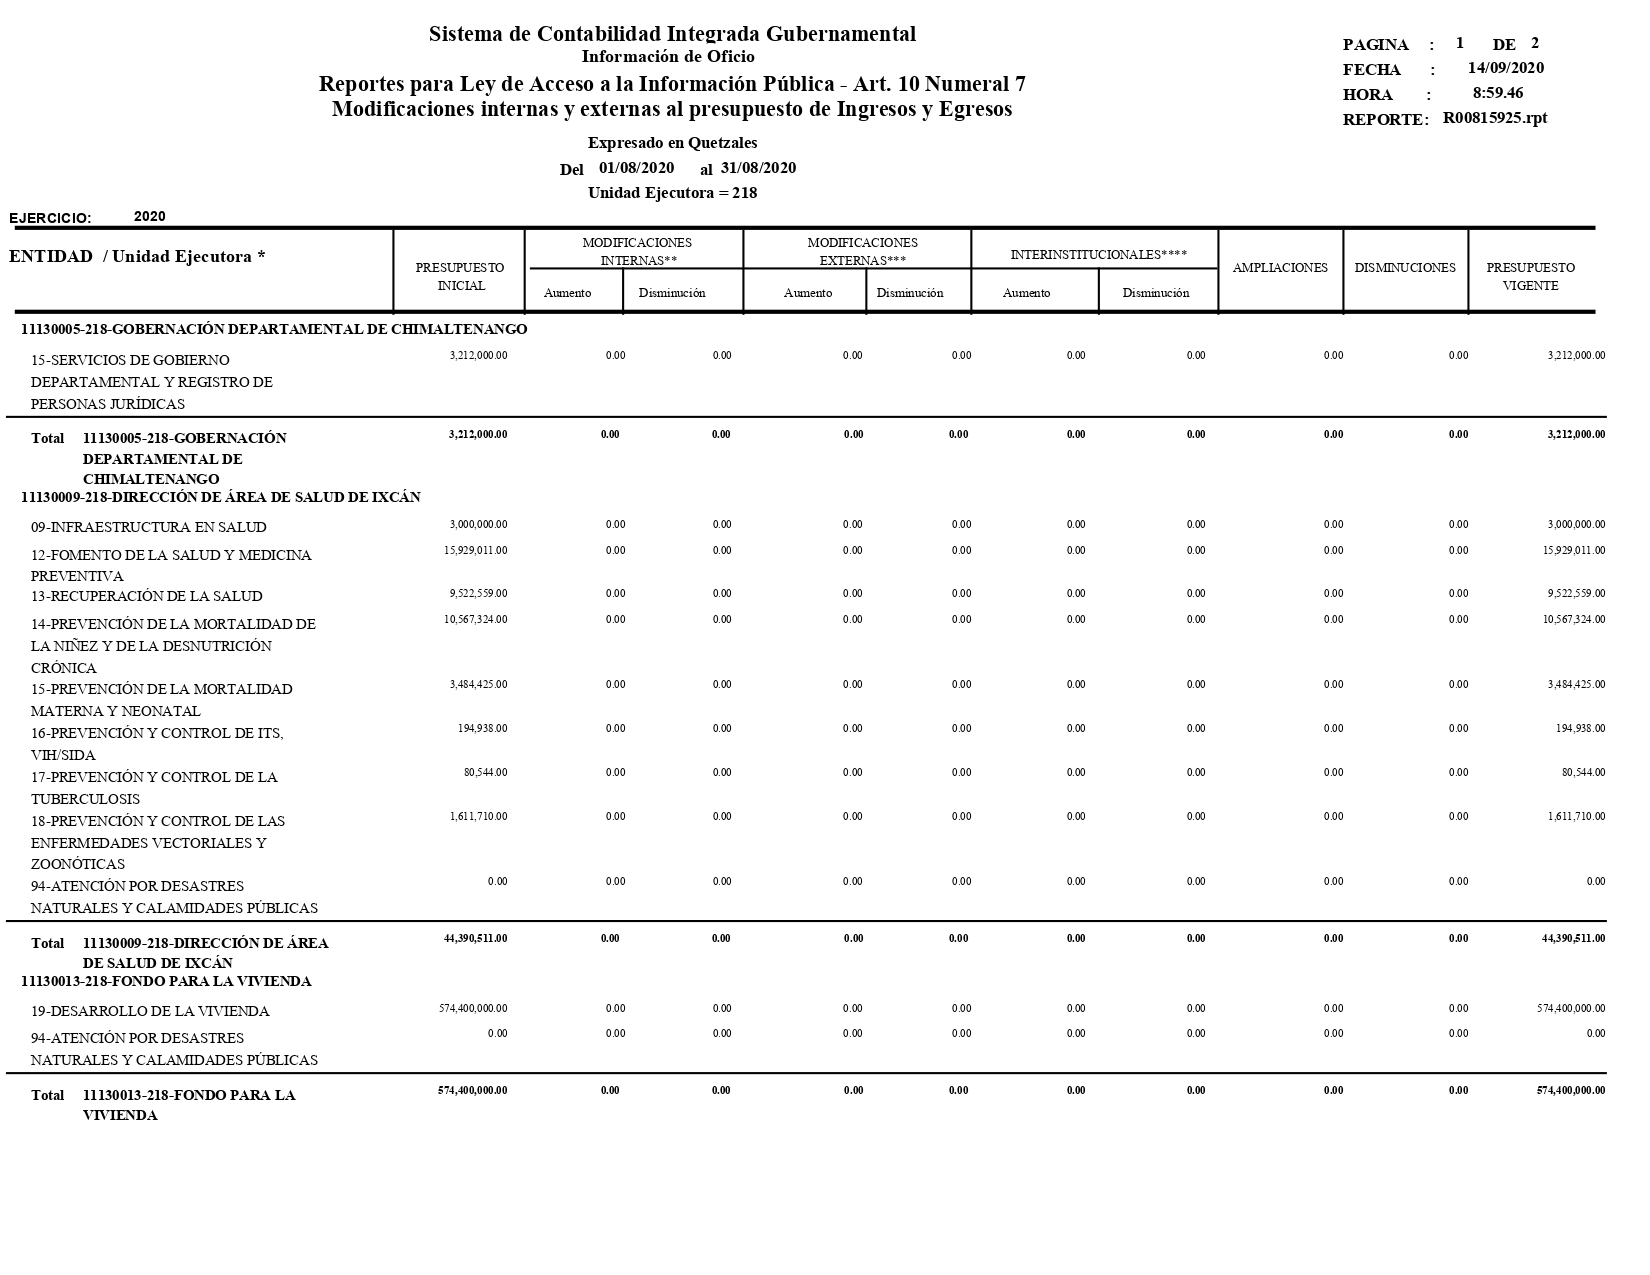 Sistema de Contabilidad Integrada Gubernamental
Información de Oficio
Reportes para Ley de Acceso a la Información Pública - Art. 10 Numeral 7
Modificaciones internas y externas al presupuesto de Ingresos y Egresos
Expresado en Quetzales
Del 01/08/2020 al 31/08/2020
Unidad Ejecutora = 218
PAGINA : 1 DE 2
FECHA : 14/09/2020
HORA : 8:59.46
REPORTE: R00815925.rpt
EJERCICIO: 2020
ENTIDAD / Unidad Ejecutora *
PRESUPUESTO
INICIAL
MODIFICACIONES
INTERNAS**
Aumento Disminución
MODIFICACIONES
EXTERNAS***
Aumento Disminución
INTERINSTITUCIONALES****
Aumento Disminución
AMPLIACIONES
DISMINUCIONES
PRESUPUESTO
VIGENTE
11130005-218-GOBERNACIÓN DEPARTAMENTAL DE CHIMALTENANGO
15-SERVICIOS DE GOBIERNO 3,212,000.00 0.00 0.00 0.00 0.00 0.00 0.00 0.00 0.00 3,212,000.00
DEPARTAMENTAL Y REGISTRO DE
PERSONAS JURÍDICAS
Total 11130005-218-GOBERNACIÓN 3,212,000.00 0.00 0.00 0.00 0.00 0.00 0.00 0.00 0.00 3,212,000.00
DEPARTAMENTAL DE
CHIMALTENANGO
11130009-218-DIRECCIÓN DE ÁREA DE SALUD DE IXCÁN
09-INFRAESTRUCTURA EN SALUD 3,000,000.00 0.00 0.00 0.00 0.00 0.00 0.00 0.00 0.00 3,000,000.00
12-FOMENTO DE LA SALUD Y MEDICINA 15,929,011.00 0.00 0.00 0.00 0.00 0.00 0.00 0.00 0.00 15,929,011.00
PREVENTIVA
13-RECUPERACIÓN DE LA SALUD 9,522,559.00 0.00 0.00 0.00 0.00 0.00 0.00 0.00 0.00 9,522,559.00
14-PREVENCIÓN DE LA MORTALIDAD DE 10,567,324.00 0.00 0.00 0.00 0.00 0.00 0.00 0.00 0.00 10,567,324.00
LA NIÑEZ Y DE LA DESNUTRICIÓN
CRÓNICA
15-PREVENCIÓN DE LA MORTALIDAD 3,484,425.00 0.00 0.00 0.00 0.00 0.00 0.00 0.00 0.00 3,484,425.00
MATERNA Y NEONATAL
16-PREVENCIÓN Y CONTROL DE ITS, 194,938.00 0.00 0.00 0.00 0.00 0.00 0.00 0.00 0.00 194,938.00
VIH/SIDA
17-PREVENCIÓN Y CONTROL DE LA 80,544.00 0.00 0.00 0.00 0.00 0.00 0.00 0.00 0.00 80,544.00
TUBERCULOSIS
18-PREVENCIÓN Y CONTROL DE LAS 1,611,710.00 0.00 0.00 0.00 0.00 0.00 0.00 0.00 0.00 1,611,710.00
ENFERMEDADES VECTORIALES Y
ZOONÓTICAS
94-ATENCIÓN POR DESASTRES 0.00 0.00 0.00 0.00 0.00 0.00 0.00 0.00 0.00 0.00
NATURALES Y CALAMIDADES PÚBLICAS
Total 11130009-218-DIRECCIÓN DE ÁREA 44,390,511.00 0.00 0.00 0.00 0.00 0.00 0.00 0.00 0.00 44,390,511.00
DE SALUD DE IXCÁN
11130013-218-FONDO PARA LA VIVIENDA
19-DESARROLLO DE LA VIVIENDA 574,400,000.00 0.00 0.00 0.00 0.00 0.00 0.00 0.00 0.00 574,400,000.00
94-ATENCIÓN POR DESASTRES 0.00 0.00 0.00 0.00 0.00 0.00 0.00 0.00 0.00 0.00
NATURALES Y CALAMIDADES PÚBLICAS
Total 11130013-218-FONDO PARA LA 574,400,000.00 0.00 0.00 0.00 0.00 0.00 0.00 0.00 0.00 574,400,000.00
VIVIENDA